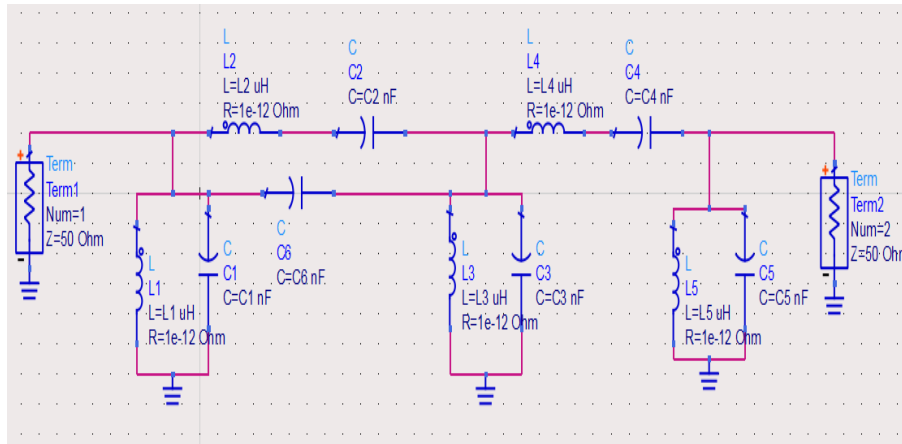 L
L2
L=L2 uH
R=1e-12 Ohm
C
C2
C=C2 nF
L
L4
L=L4 uH
R=1e-12 Ohm
C
C4
C=C4 nF
+
Term
Term1
Num=1
Z=50 Ohm
-
L
L1
L=L1 uH
R=1e-12 Ohm
C
C1
C=C1 nF
C
C6
C=C6 nF
L
L3
L=L3 uH
R=1e-12 Ohm
C
C3
C=C3 nF
L
L5
L=L5 uH
R=1e-12 Ohm
C
C5
C=C5 nF
+
Term
Term2
Num=2
Z=50 Ohm
-